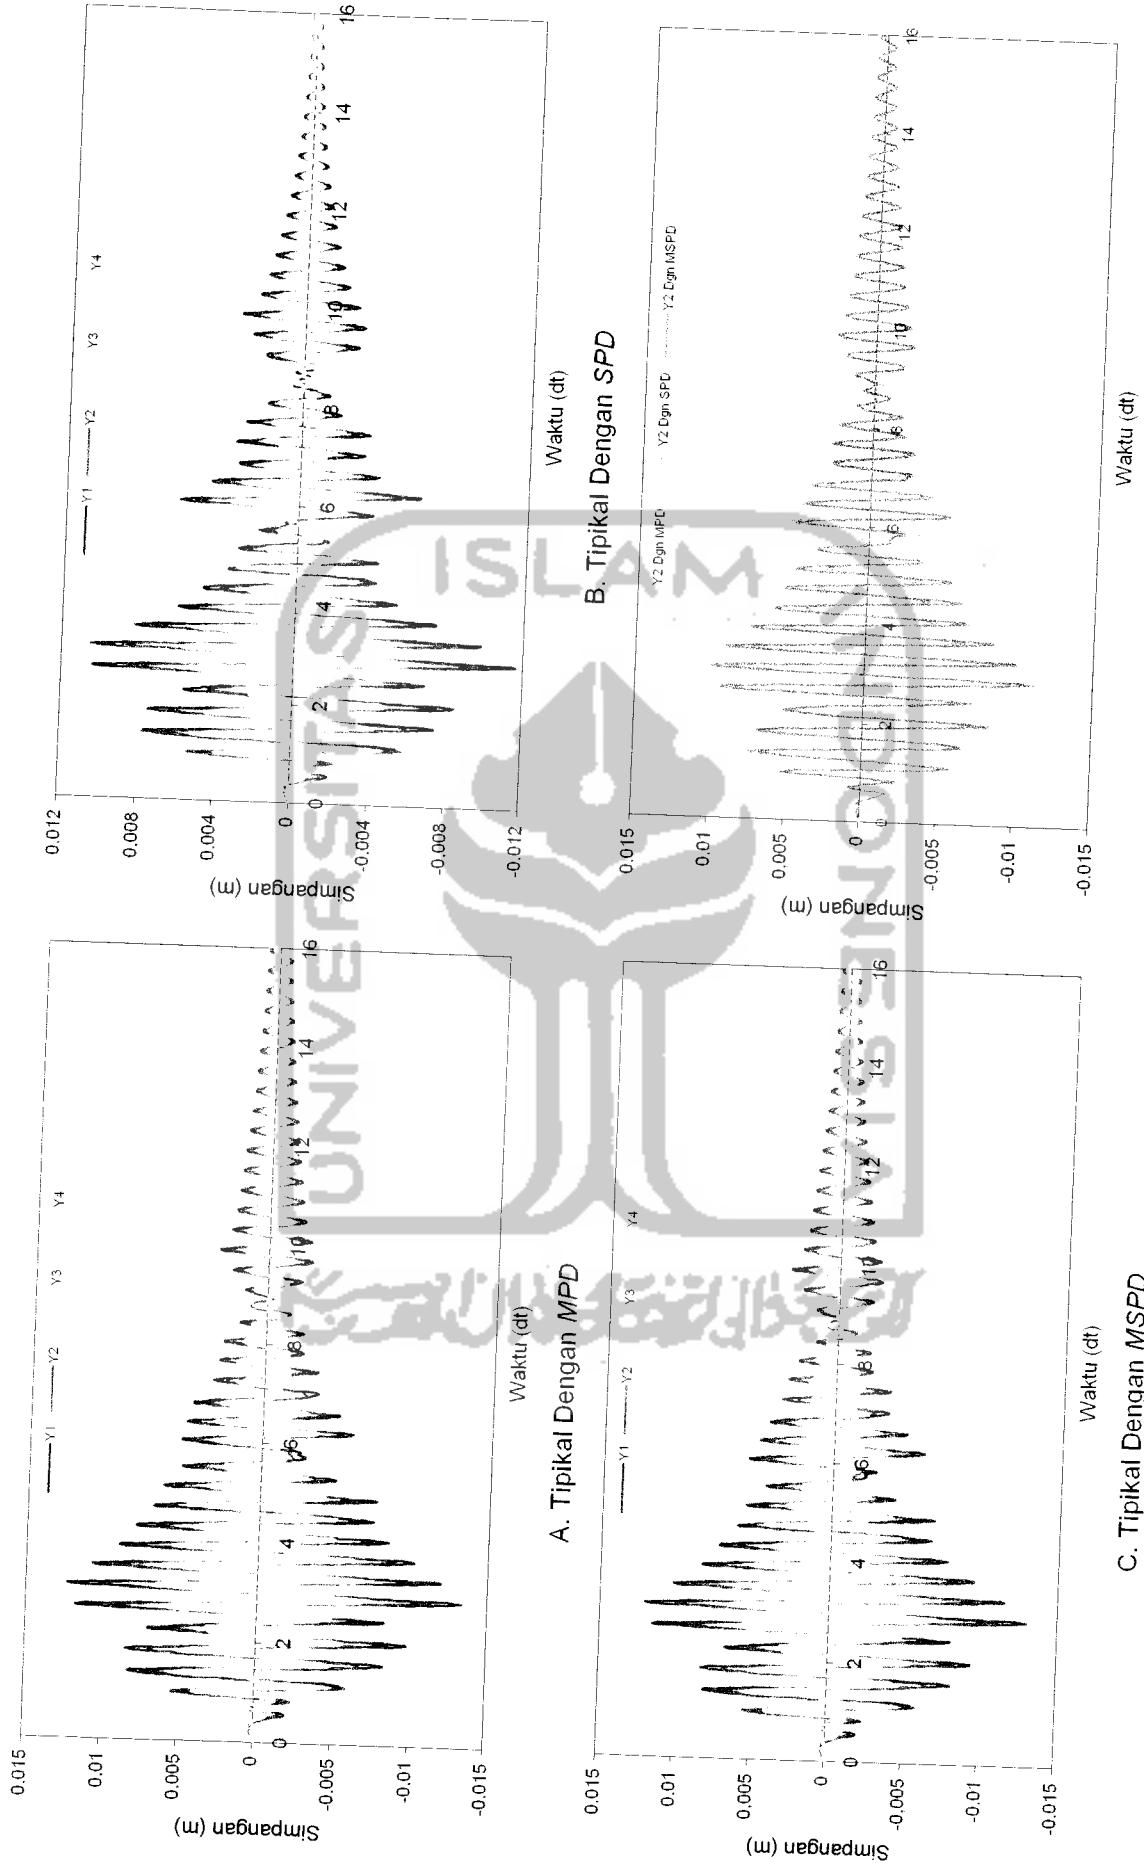 Y1 Y2 Y3 Y4
0.015
0.01
0.005
0
-0.005
-0.01
-0.015
Simpangan (m)
0 2 4 6 8 10 12 14 16
Waktu (dt)
A. Tipikal Dengan MPD
Y1 Y2 Y3 Y4
0.012
0.008
0.004
0
-0.004
-0.008
-0.012
Simpangan (m)
0 2 4 6 8 10 12 14 16
Waktu (dt)
B. Tipikal Dengan SPD
Y1 Y2 Y3 Y4
0.015
0.01
0.005
0
-0.005
-0.01
-0.015
Simpangan (m)
0 2 4 6 8 10 12 14 16
Waktu (dt)
C. Tipikal Dengan MSPD
Y2 Dgn MPD Y2 Dgn SPD Y2 Dgn MSPD
0.015
0.01
0.005
0
-0.005
-0.01
-0.015
Simpangan (m)
0 2 4 6 8 10 12 14 16
Waktu (dt)
UNIVERSITAS
ISLAM
INDONESIA